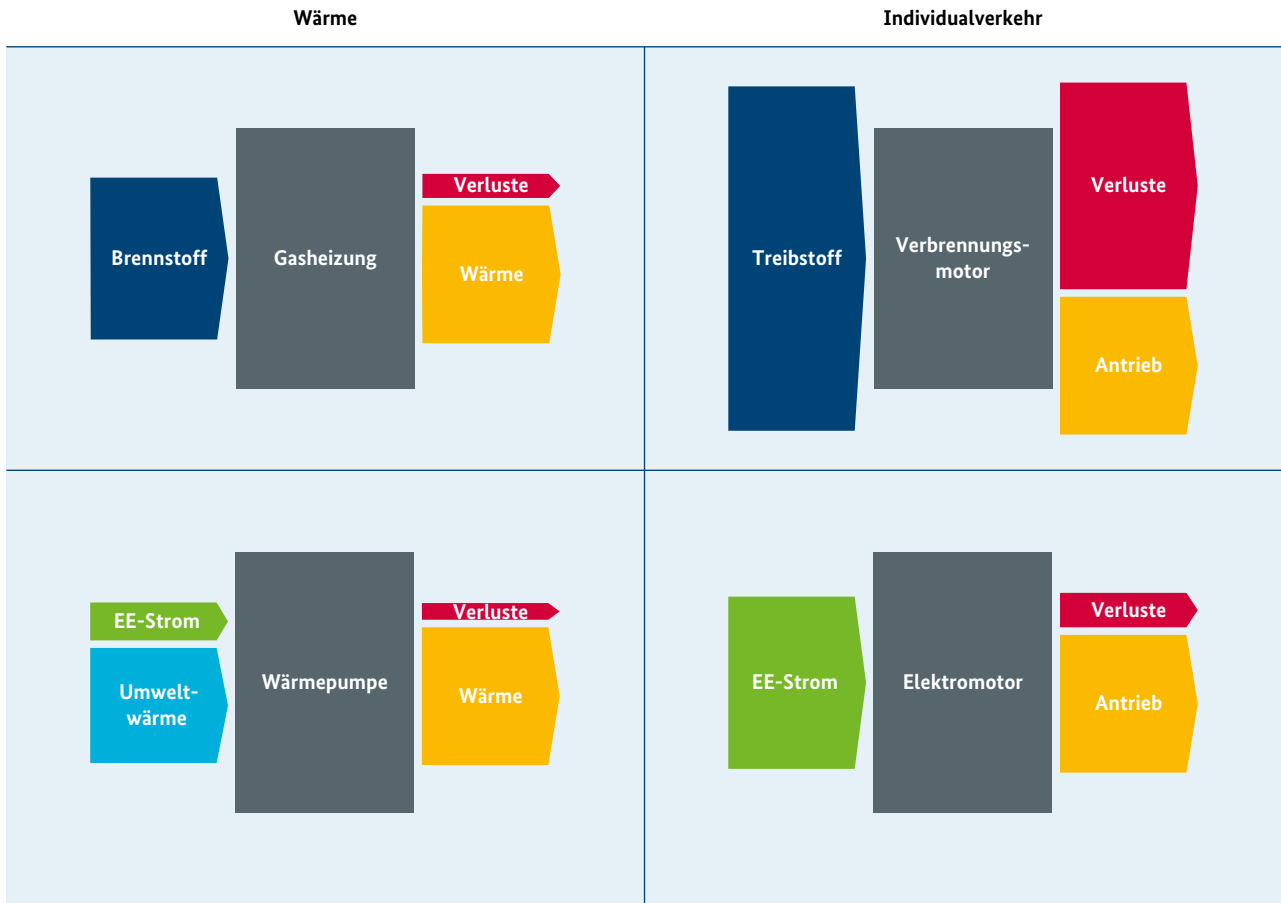 Wärme
Individualverkehr
Brennstoff
Gasheizung
Verluste
Wärme
Treibstoff
Verbrennungs-
motor
Verluste
Antrieb
EE-Strom
Umwelt-
wärme
Wärmepumpe
Verluste
Wärme
EE-Strom
Elektromotor
Verluste
Antrieb